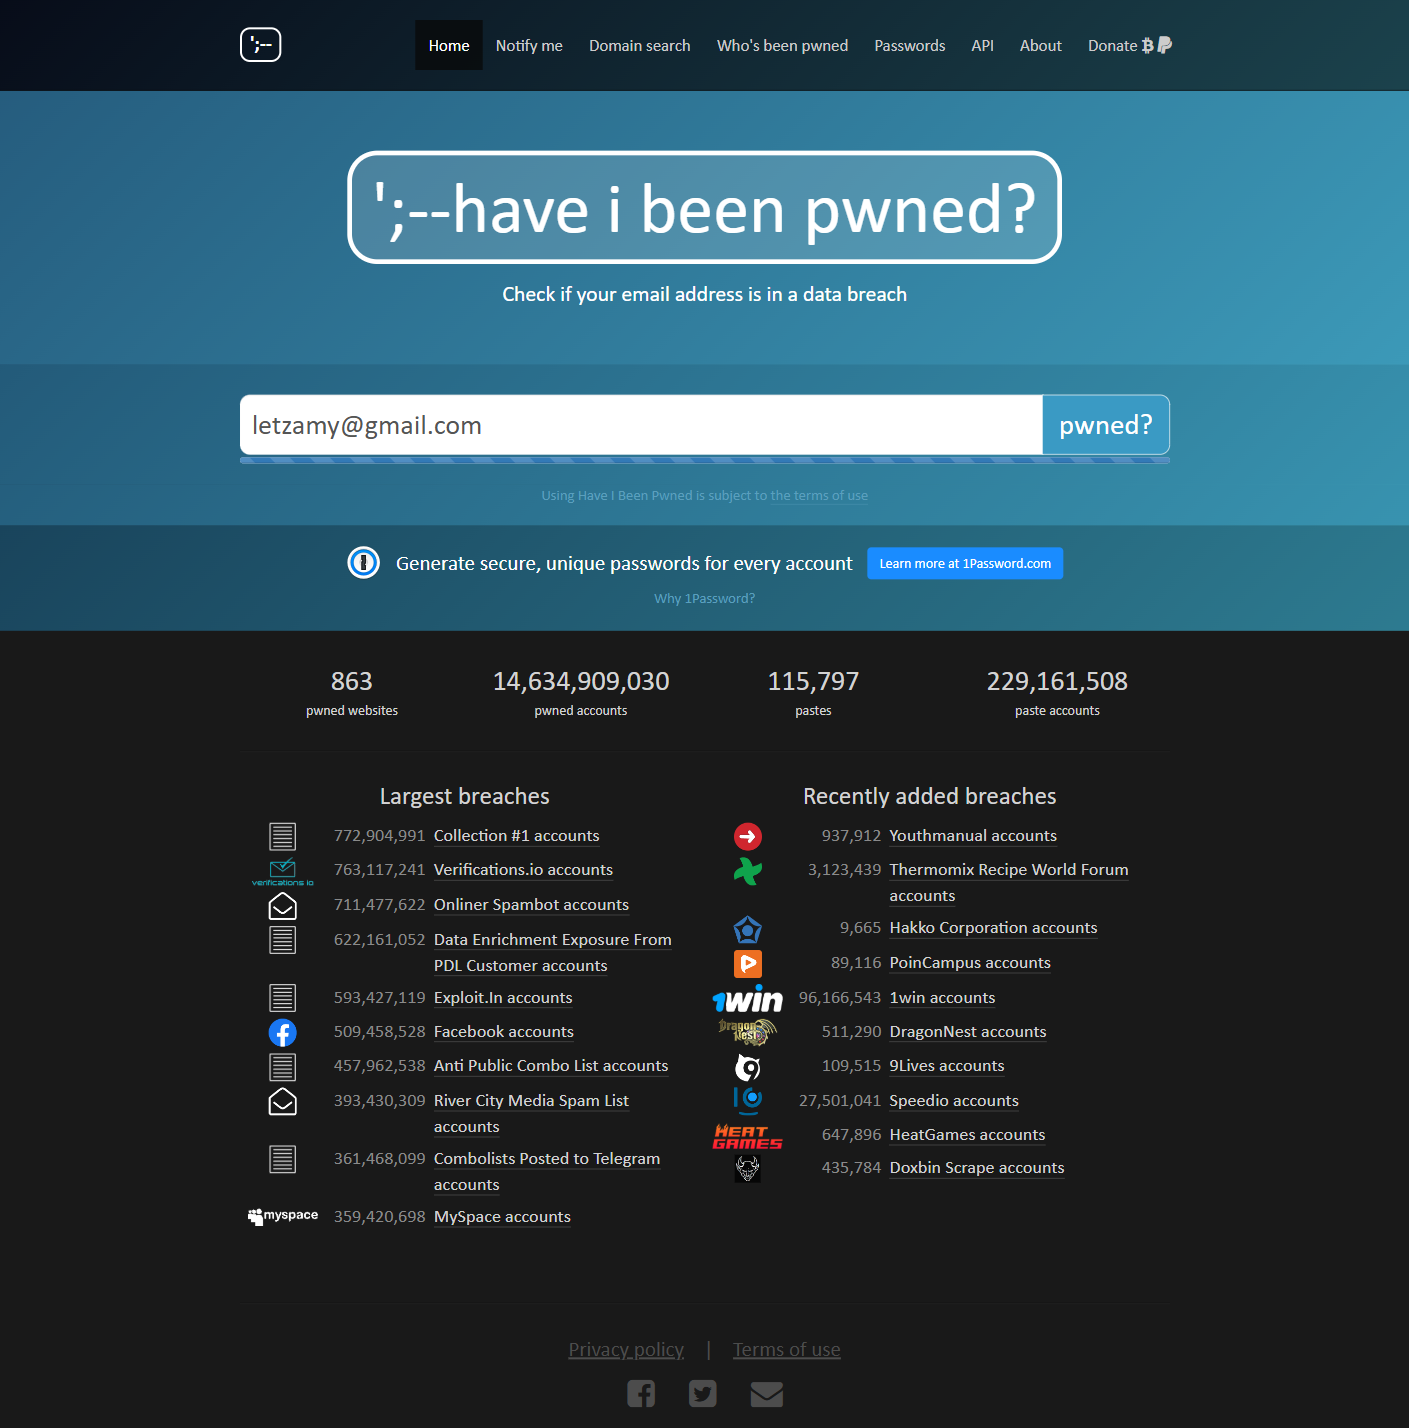 ';--
Home Notify me Domain search Who's been pwned Passwords API About Donate
';--have i been pwned?
Check if your email address is in a data breach
letzamy@gmail.com pwned?
Using Have I Been Pwned is subject to the terms of use
Generate secure, unique passwords for every account Learn more at 1Password.com
Why 1Password?
863 14,634,909,030 115,797 229,161,508
pwned websites pwned accounts pastes paste accounts
Largest breaches
772,904,991 Collection #1 accounts
verifications io 763,117,241 Verifications.io accounts
711,477,622 Onliner Spambot accounts
622,161,052 Data Enrichment Exposure From
PDL Customer accounts
593,427,119 Exploit.In accounts
509,458,528 Facebook accounts
457,962,538 Anti Public Combo List accounts
393,430,309 River City Media Spam List
accounts
361,468,099 Combolists Posted to Telegram
accounts
myspace 359,420,698 MySpace accounts
Recently added breaches
937,912 Youthmanual accounts
3,123,439 Thermomix Recipe World Forum
accounts
9,665 Hakko Corporation accounts
89,116 PoinCampus accounts
1win 96,166,543 1win accounts
Dragon Nest 511,290 DragonNest accounts
109,515 9Lives accounts
27,501,041 Speedio accounts
HEAT GAMES 647,896 HeatGames accounts
435,784 Doxbin Scrape accounts
Privacy policy | Terms of use